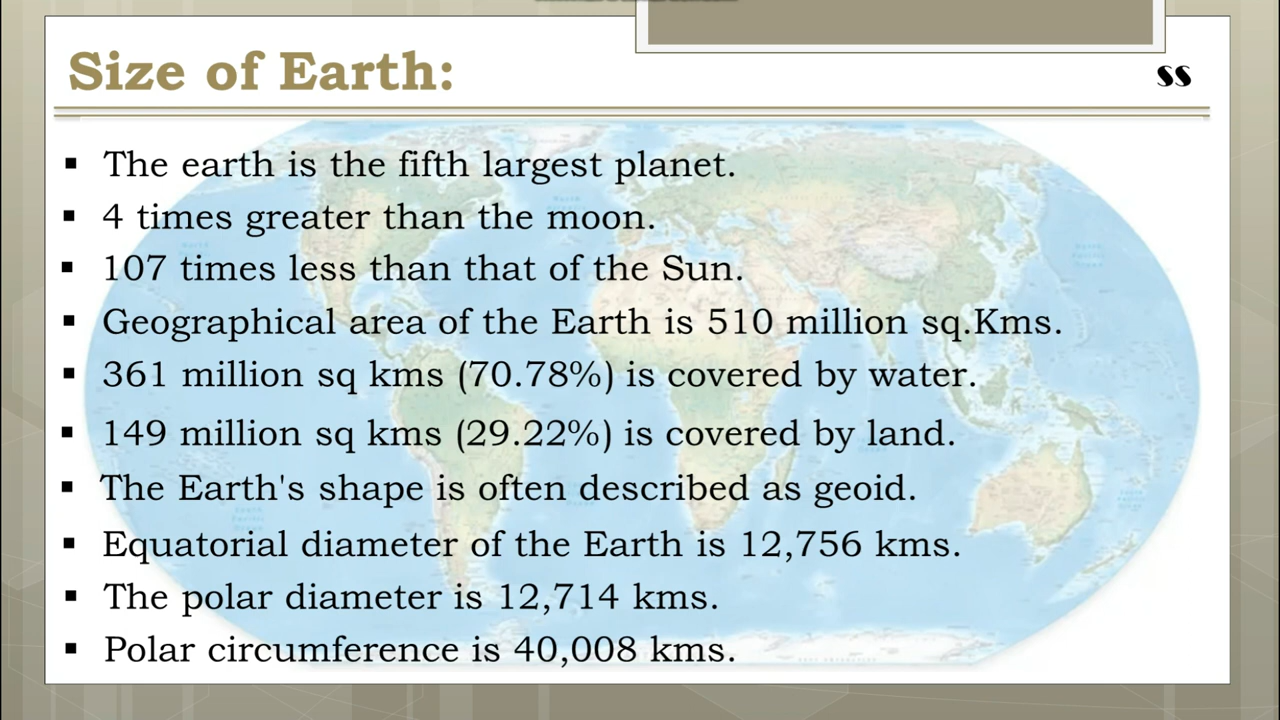 Size of Earth:
SS
▪ The earth is the fifth largest planet.
▪ 4 times greater than the moon.
▪ 107 times less than that of the Sun.
▪ Geographical area of the Earth is 510 million sq.Kms.
▪ 361 million sq kms (70.78%) is covered by water.
▪ 149 million sq kms (29.22%) is covered by land.
▪ The Earth's shape is often described as geoid.
▪ Equatorial diameter of the Earth is 12,756 kms.
▪ The polar diameter is 12,714 kms.
▪ Polar circumference is 40,008 kms.